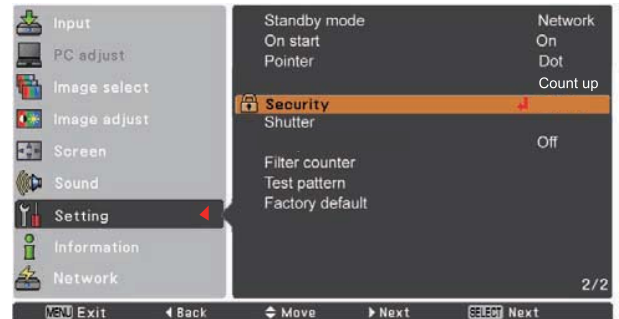 Input
PC adjust
Image select
Image adjust
Screen
Sound
Setting
Information
Network
Standby mode Network
On start On
Pointer Dot
Count up
Security
Shutter
Off
Filter counter
Test pattern
Factory default
2/2
MENU Exit Back Move Next SELECT Next